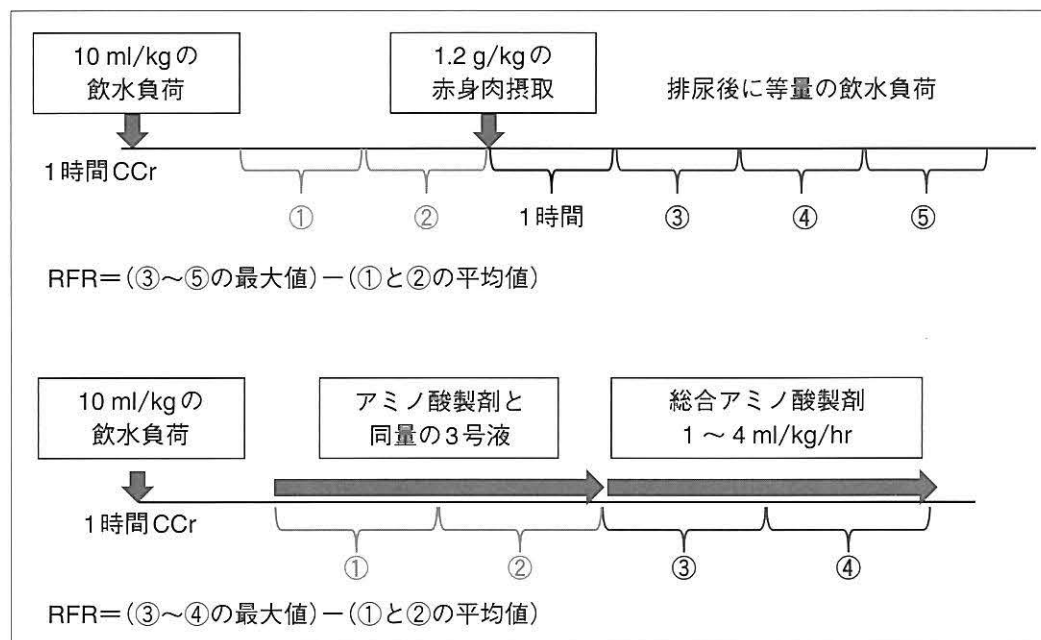 10 ml/kgの
飲水負荷
1.2 g/kgの
赤身肉摂取
排尿後に等量の飲水負荷
1時間CCr
①
②
1時間
③
④
⑤
RFR＝(③〜⑤の最大値)－(①と②の平均値)
10 ml/kgの
飲水負荷
アミノ酸製剤と
同量の3号液
総合アミノ酸製剤
1 〜 4 ml/kg/hr
1時間CCr
①
②
③
④
RFR＝(③〜④の最大値)－(①と②の平均値)